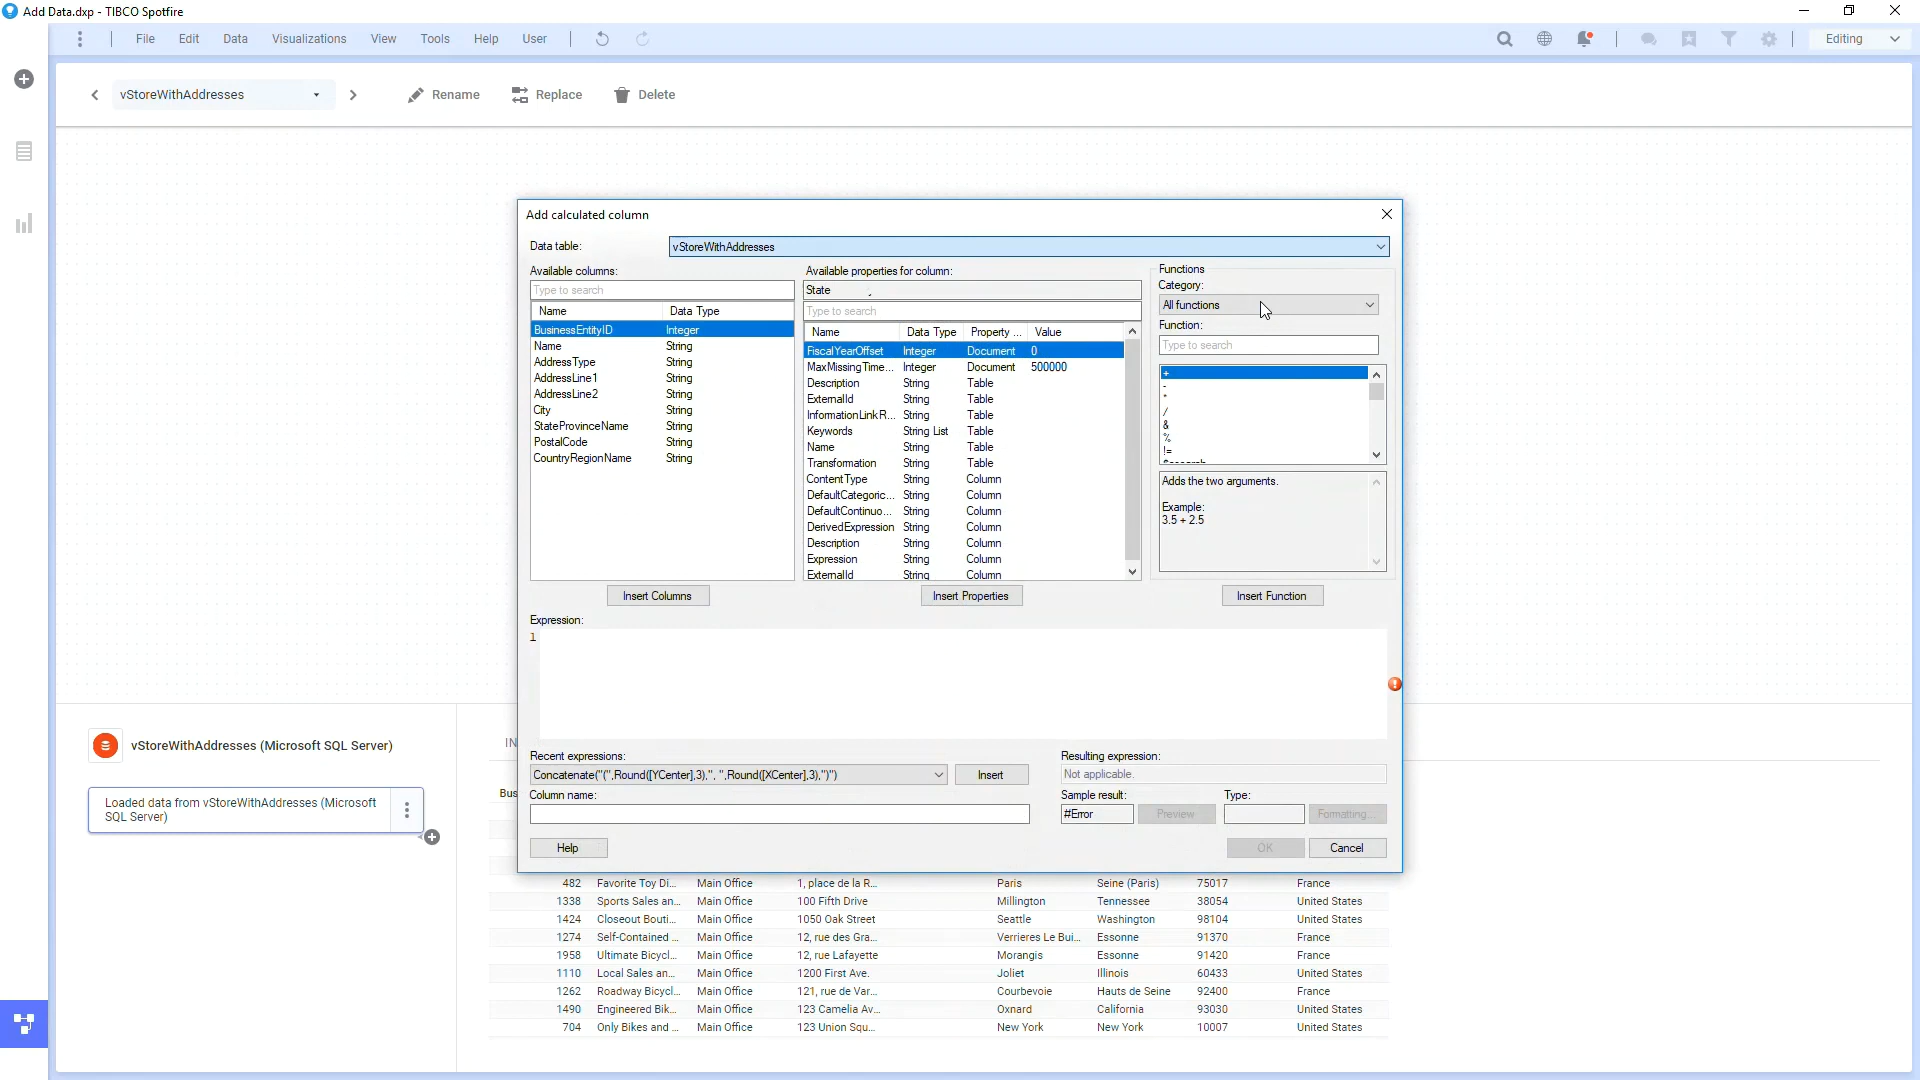 Add Data.dxp - TIBCO Spotfire
File Edit Data Visualizations View Tools Help User Editing
vStoreWithAddresses Rename Replace Delete
Add calculated column
Data table: vStoreWithAddresses
Available columns:
Type to search
Name Data Type
BusinessEntityID Integer
Name String
AddressType String
AddressLine1 String
AddressLine2 String
City String
StateProvinceName String
PostalCode String
CountryRegionName String
Insert Columns
Available properties for column:
State
Type to search
Name Data Type Property ... Value
FiscalYearOffset Integer Document 0
MaxMissingTime... Integer Document 500000
Description String Table
ExternalId String Table
InformationLinkR... String Table
Keywords String List Table
Name String Table
Transformation String Table
ContentType String Column
DefaultCategoric... String Column
DefaultContinuo... String Column
DerivedExpression String Column
Description String Column
Expression String Column
ExternalId String Column
Insert Properties
Functions
Category:
All functions
Function:
Type to search
+
-
*
/
&
%
!=
Adds the two arguments.
Example:
3.5 + 2.5
Insert Function
Expression:
1
Recent expressions:
Concatenate("(",Round([YCenter],3),", ",Round([XCenter],3),")")
Insert
Column name:
Resulting expression:
Not applicable.
Sample result: Type:
#Error Preview Formatting...
Help OK Cancel
vStoreWithAddresses (Microsoft SQL Server)
Loaded data from vStoreWithAddresses (Microsoft
SQL Server)
IN
Bus
482 Favorite Toy Di... Main Office 1, place de la R... Paris Seine (Paris) 75017 France
1338 Sports Sales an... Main Office 100 Fifth Drive Millington Tennessee 38054 United States
1424 Closeout Bouti... Main Office 1050 Oak Street Seattle Washington 98104 United States
1274 Self-Contained ... Main Office 12, rue des Gra... Verrieres Le Bui... Essonne 91370 France
1958 Ultimate Bicycl... Main Office 12, rue Lafayette Morangis Essonne 91420 France
1110 Local Sales an... Main Office 1200 First Ave. Joliet Illinois 60433 United States
1262 Roadway Bicycl... Main Office 121, rue de Var... Courbevoie Hauts de Seine 92400 France
1490 Engineered Bik... Main Office 123 Camelia Av... Oxnard California 93030 United States
704 Only Bikes and ... Main Office 123 Union Squ... New York New York 10007 United States